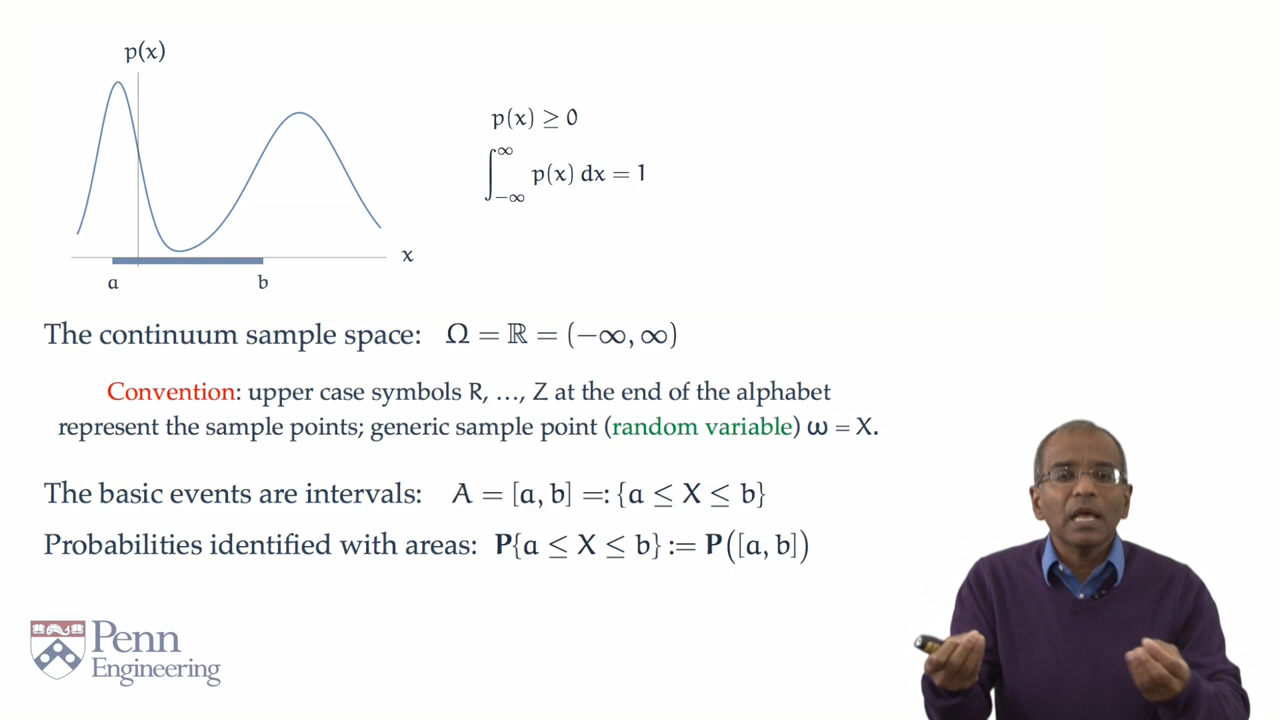 p(x)
p(x) ≥ 0
∫_{−∞}^{∞} p(x) dx = 1
x
a b
The continuum sample space: Ω = ℝ = (−∞, ∞)
Convention: upper case symbols R, …, Z at the end of the alphabet
represent the sample points; generic sample point (random variable) ω = X.
The basic events are intervals: A = [a, b] =: {a ≤ X ≤ b}
Probabilities identified with areas: P{a ≤ X ≤ b} := P([a, b])
Penn
Engineering